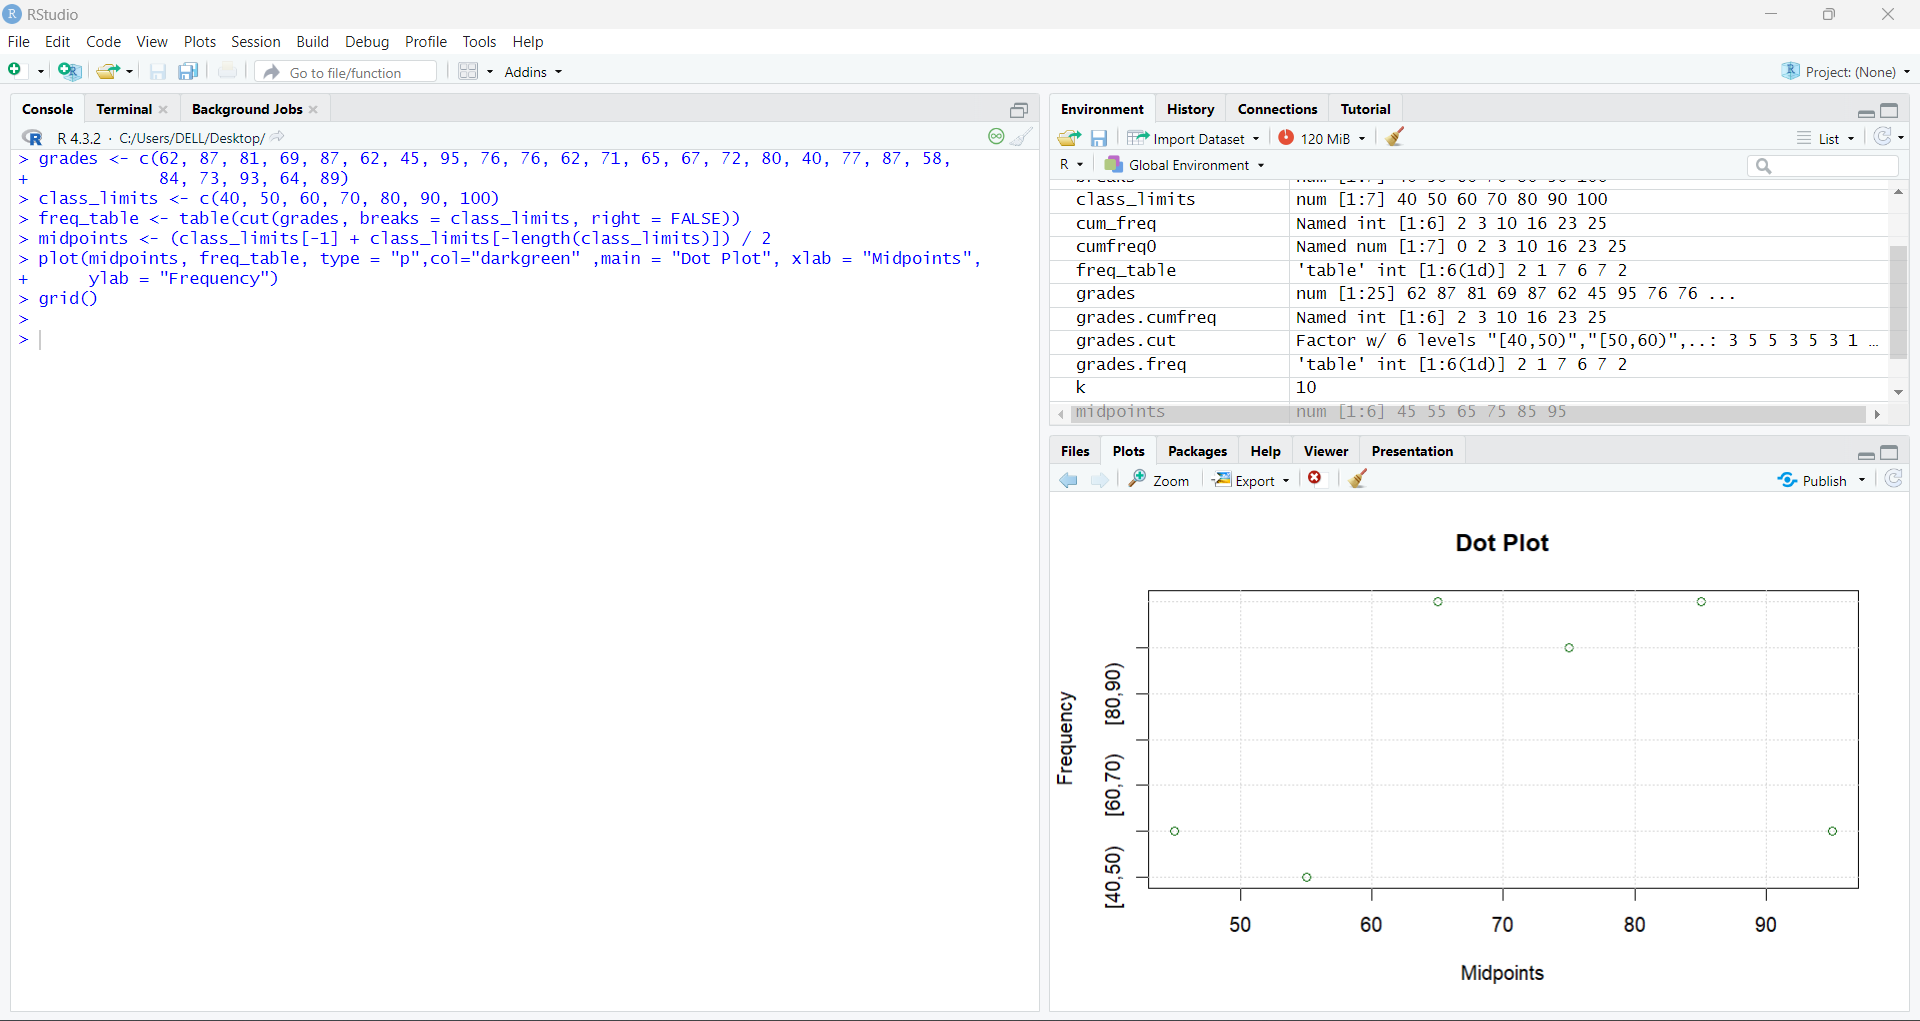 RStudio
File Edit Code View Plots Session Build Debug Profile Tools Help
Go to file/function Addins Project: (None)
Console Terminal Background Jobs
R 4.3.2 · C:/Users/DELL/Desktop/
> grades <- c(62, 87, 81, 69, 87, 62, 45, 95, 76, 76, 62, 71, 65, 67, 72, 80, 40, 77, 87, 58,
+ 84, 73, 93, 64, 89)
> class_limits <- c(40, 50, 60, 70, 80, 90, 100)
> freq_table <- table(cut(grades, breaks = class_limits, right = FALSE))
> midpoints <- (class_limits[-1] + class_limits[-length(class_limits)]) / 2
> plot(midpoints, freq_table, type = "p",col="darkgreen" ,main = "Dot Plot", xlab = "Midpoints",
+ ylab = "Frequency")
> grid()
>
>
Environment History Connections Tutorial
Import Dataset 120 MiB List
R Global Environment
class_limits num [1:7] 40 50 60 70 80 90 100
cum_freq Named int [1:6] 2 3 10 16 23 25
cumfreq0 Named num [1:7] 0 2 3 10 16 23 25
freq_table 'table' int [1:6(1d)] 2 1 7 6 7 2
grades num [1:25] 62 87 81 69 87 62 45 95 76 76 ...
grades.cumfreq Named int [1:6] 2 3 10 16 23 25
grades.cut Factor w/ 6 levels "[40,50)","[50,60)",..: 3 5 5 3 5 3 1 …
grades.freq 'table' int [1:6(1d)] 2 1 7 6 7 2
k 10
midpoints num [1:6] 45 55 65 75 85 95
Files Plots Packages Help Viewer Presentation
Zoom Export Publish
Dot Plot
Frequency
[80,90)
[60,70)
[40,50)
50 60 70 80 90
Midpoints